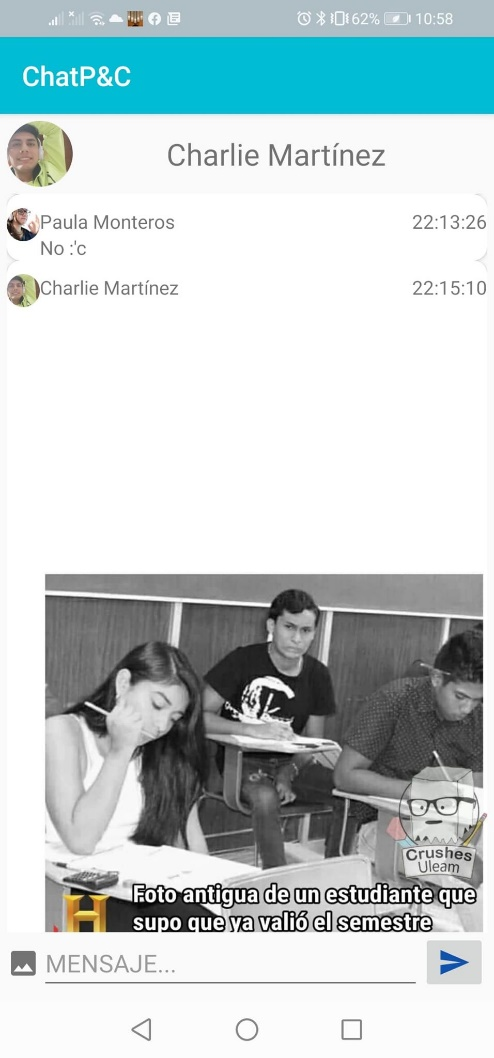 62% 10:58
ChatP&C
Charlie Martínez
Paula Monteros 22:13:26
No :'c
Charlie Martínez 22:15:10
Crushes
Uleam
H
Foto antigua de un estudiante que
supo que ya valió el semestre
MENSAJE...